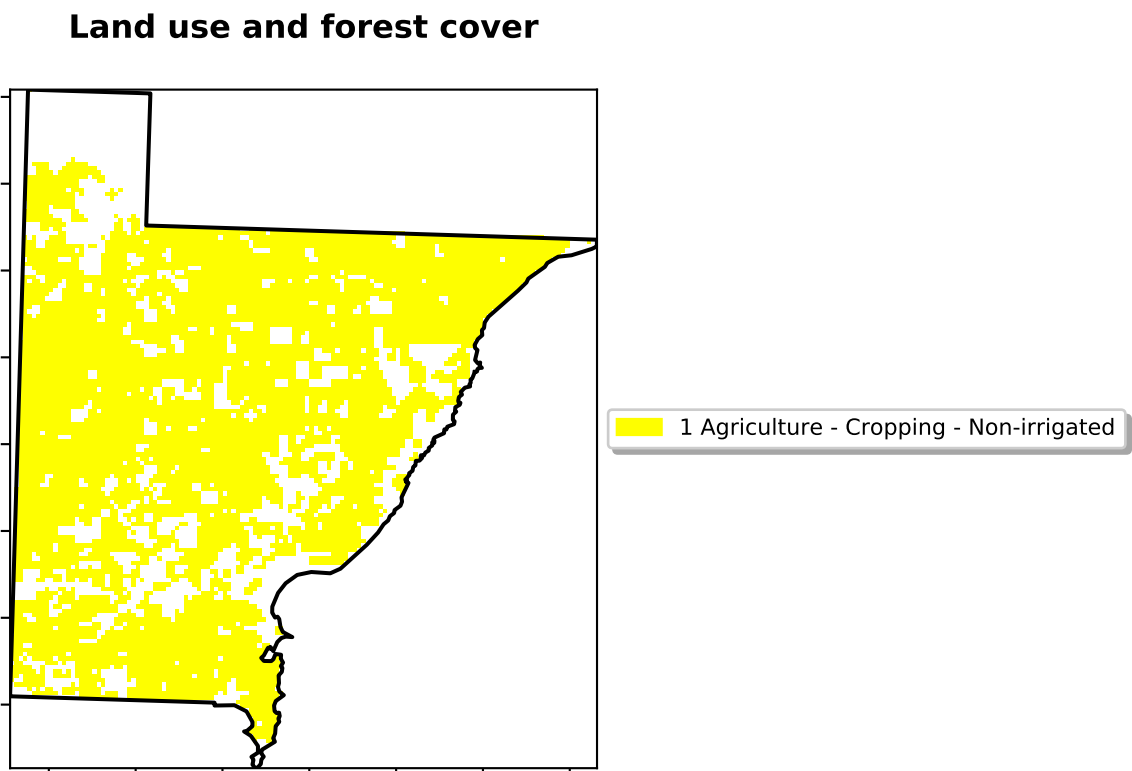 Land use and forest cover
1 Agriculture - Cropping - Non-irrigated